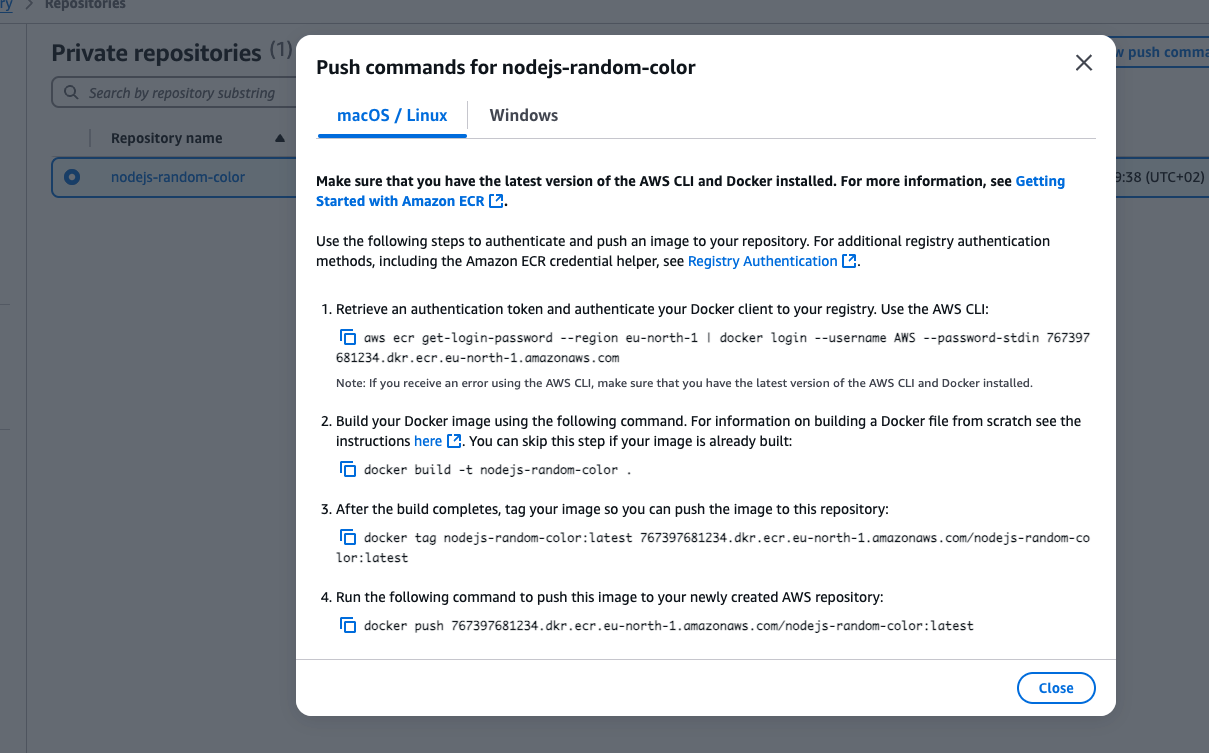 Repositories
Private repositories (1)
Search by repository substring
Repository name
nodejs-random-color
9:38 (UTC+02)
Push commands for nodejs-random-color
macOS / Linux
Windows
Make sure that you have the latest version of the AWS CLI and Docker installed. For more information, see Getting
Started with Amazon ECR.
Use the following steps to authenticate and push an image to your repository. For additional registry authentication
methods, including the Amazon ECR credential helper, see Registry Authentication.
1. Retrieve an authentication token and authenticate your Docker client to your registry. Use the AWS CLI:
aws ecr get-login-password --region eu-north-1 | docker login --username AWS --password-stdin 767397
681234.dkr.ecr.eu-north-1.amazonaws.com
Note: If you receive an error using the AWS CLI, make sure that you have the latest version of the AWS CLI and Docker installed.
2. Build your Docker image using the following command. For information on building a Docker file from scratch see the
instructions here. You can skip this step if your image is already built:
docker build -t nodejs-random-color .
3. After the build completes, tag your image so you can push the image to this repository:
docker tag nodejs-random-color:latest 767397681234.dkr.ecr.eu-north-1.amazonaws.com/nodejs-random-co
lor:latest
4. Run the following command to push this image to your newly created AWS repository:
docker push 767397681234.dkr.ecr.eu-north-1.amazonaws.com/nodejs-random-color:latest
Close